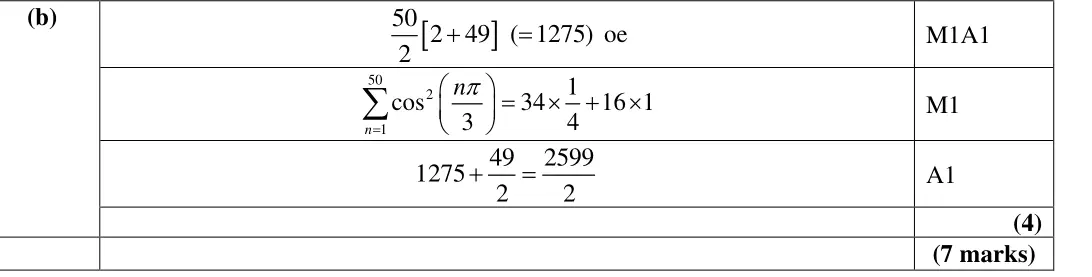 (b) 50/2 [2 + 49] (= 1275) oe M1A1
∑_{n=1}^{50} cos² (nπ/3) = 34 × 1/4 + 16 × 1 M1
1275 + 49/2 = 2599/2 A1
(4)
(7 marks)